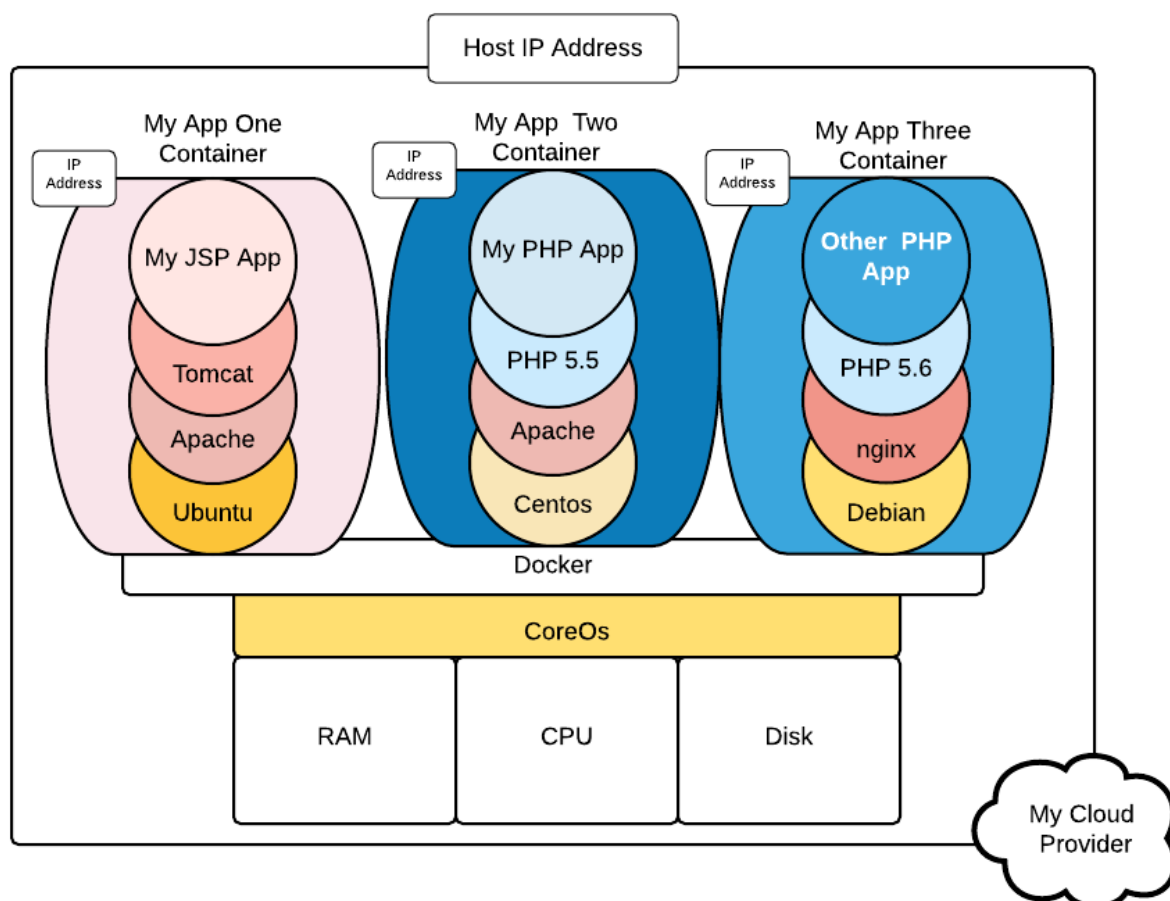 Host IP Address
My App One
Container
My App Two
Container
My App Three
Container
IP
Address
IP
Address
IP
Address
My JSP App
Tomcat
Apache
Ubuntu
My PHP App
PHP 5.5
Apache
Centos
Other PHP
App
PHP 5.6
nginx
Debian
Docker
CoreOs
RAM
CPU
Disk
My Cloud
Provider